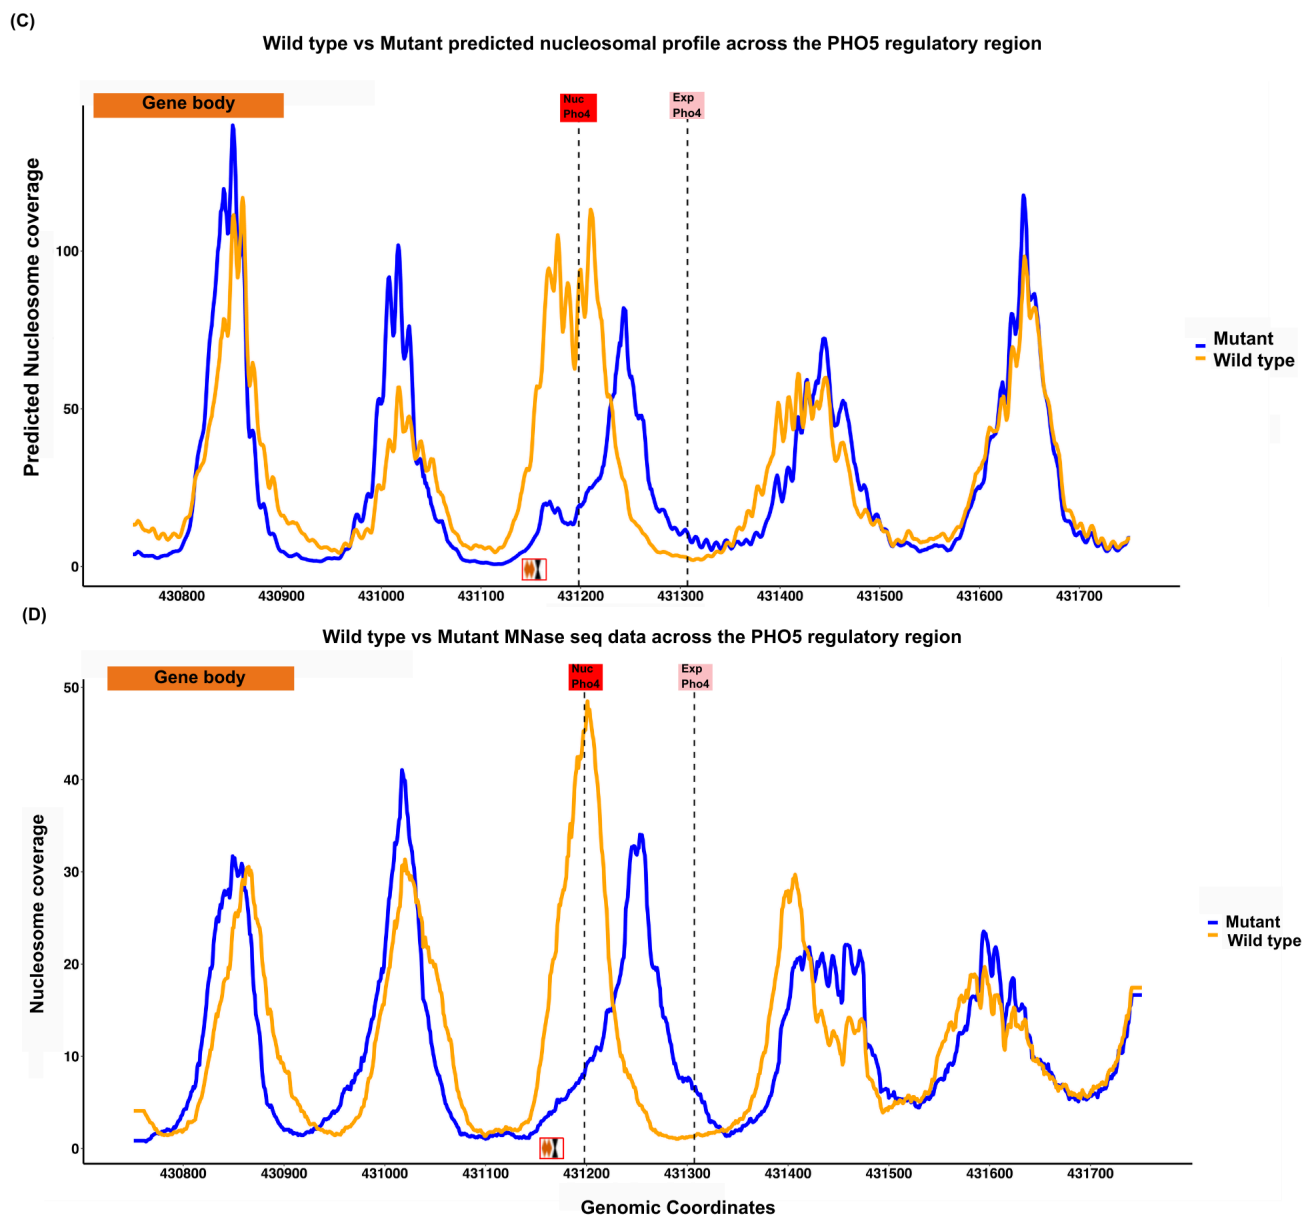 (C)
Wild type vs Mutant predicted nucleosomal profile across the PHO5 regulatory region
Gene body
Nuc
Pho4
Exp
Pho4
Predicted Nucleosome coverage
100
50
0
Mutant
Wild type
430800 430900 431000 431100 431200 431300 431400 431500 431600 431700
(D)
Wild type vs Mutant MNase seq data across the PHO5 regulatory region
Gene body
Nuc
Pho4
Exp
Pho4
Nucleosome coverage
50
40
30
20
10
0
Mutant
Wild type
430800 430900 431000 431100 431200 431300 431400 431500 431600 431700
Genomic Coordinates